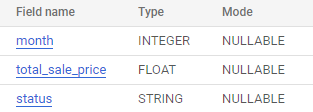 Field name Type Mode
month INTEGER NULLABLE
total_sale_price FLOAT NULLABLE
status STRING NULLABLE